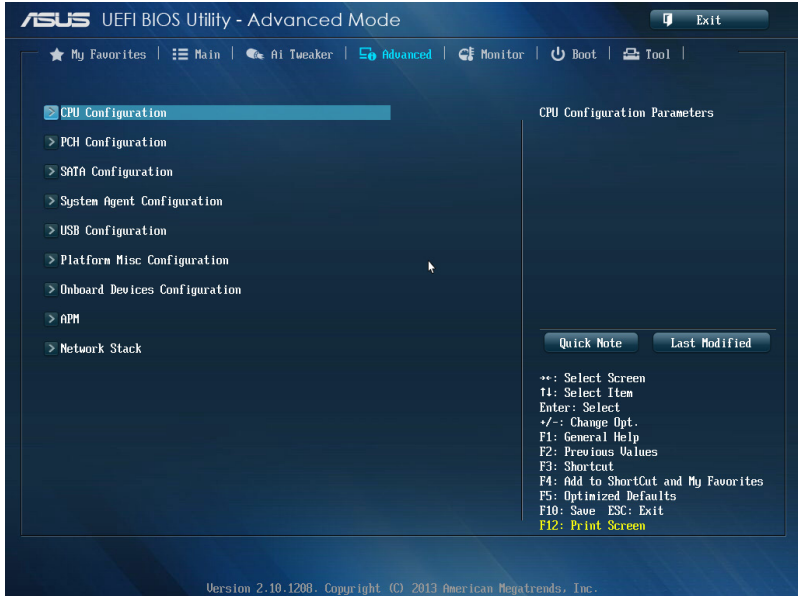 ASUS UEFI BIOS Utility - Advanced Mode
Exit
My Favorites | Main | Ai Tweaker | Advanced | Monitor | Boot | Tool |
> CPU Configuration
CPU Configuration Parameters
> PCH Configuration
> SATA Configuration
> System Agent Configuration
> USB Configuration
> Platform Misc Configuration
> Onboard Devices Configuration
> APM
> Network Stack
Quick Note
Last Modified
→←: Select Screen
↑↓: Select Item
Enter: Select
+/-: Change Opt.
F1: General Help
F2: Previous Values
F3: Shortcut
F4: Add to ShortCut and My Favorites
F5: Optimized Defaults
F10: Save ESC: Exit
F12: Print Screen
Version 2.10.1208. Copyright (C) 2013 American Megatrends, Inc.